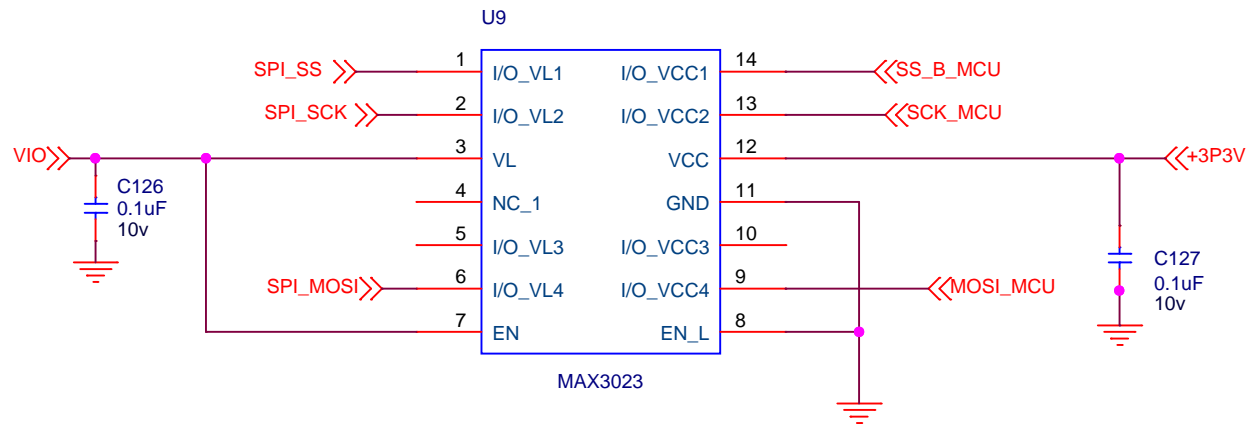 U9
SPI_SS 1 I/O_VL1 I/O_VCC1 14 SS_B_MCU
SPI_SCK 2 I/O_VL2 I/O_VCC2 13 SCK_MCU
VIO 3 VL VCC 12 +3P3V
4 NC_1 GND 11
C126
0.1uF
10v
5 I/O_VL3 I/O_VCC3 10
C127
0.1uF
10v
SPI_MOSI 6 I/O_VL4 I/O_VCC4 9 MOSI_MCU
7 EN EN_L 8
MAX3023